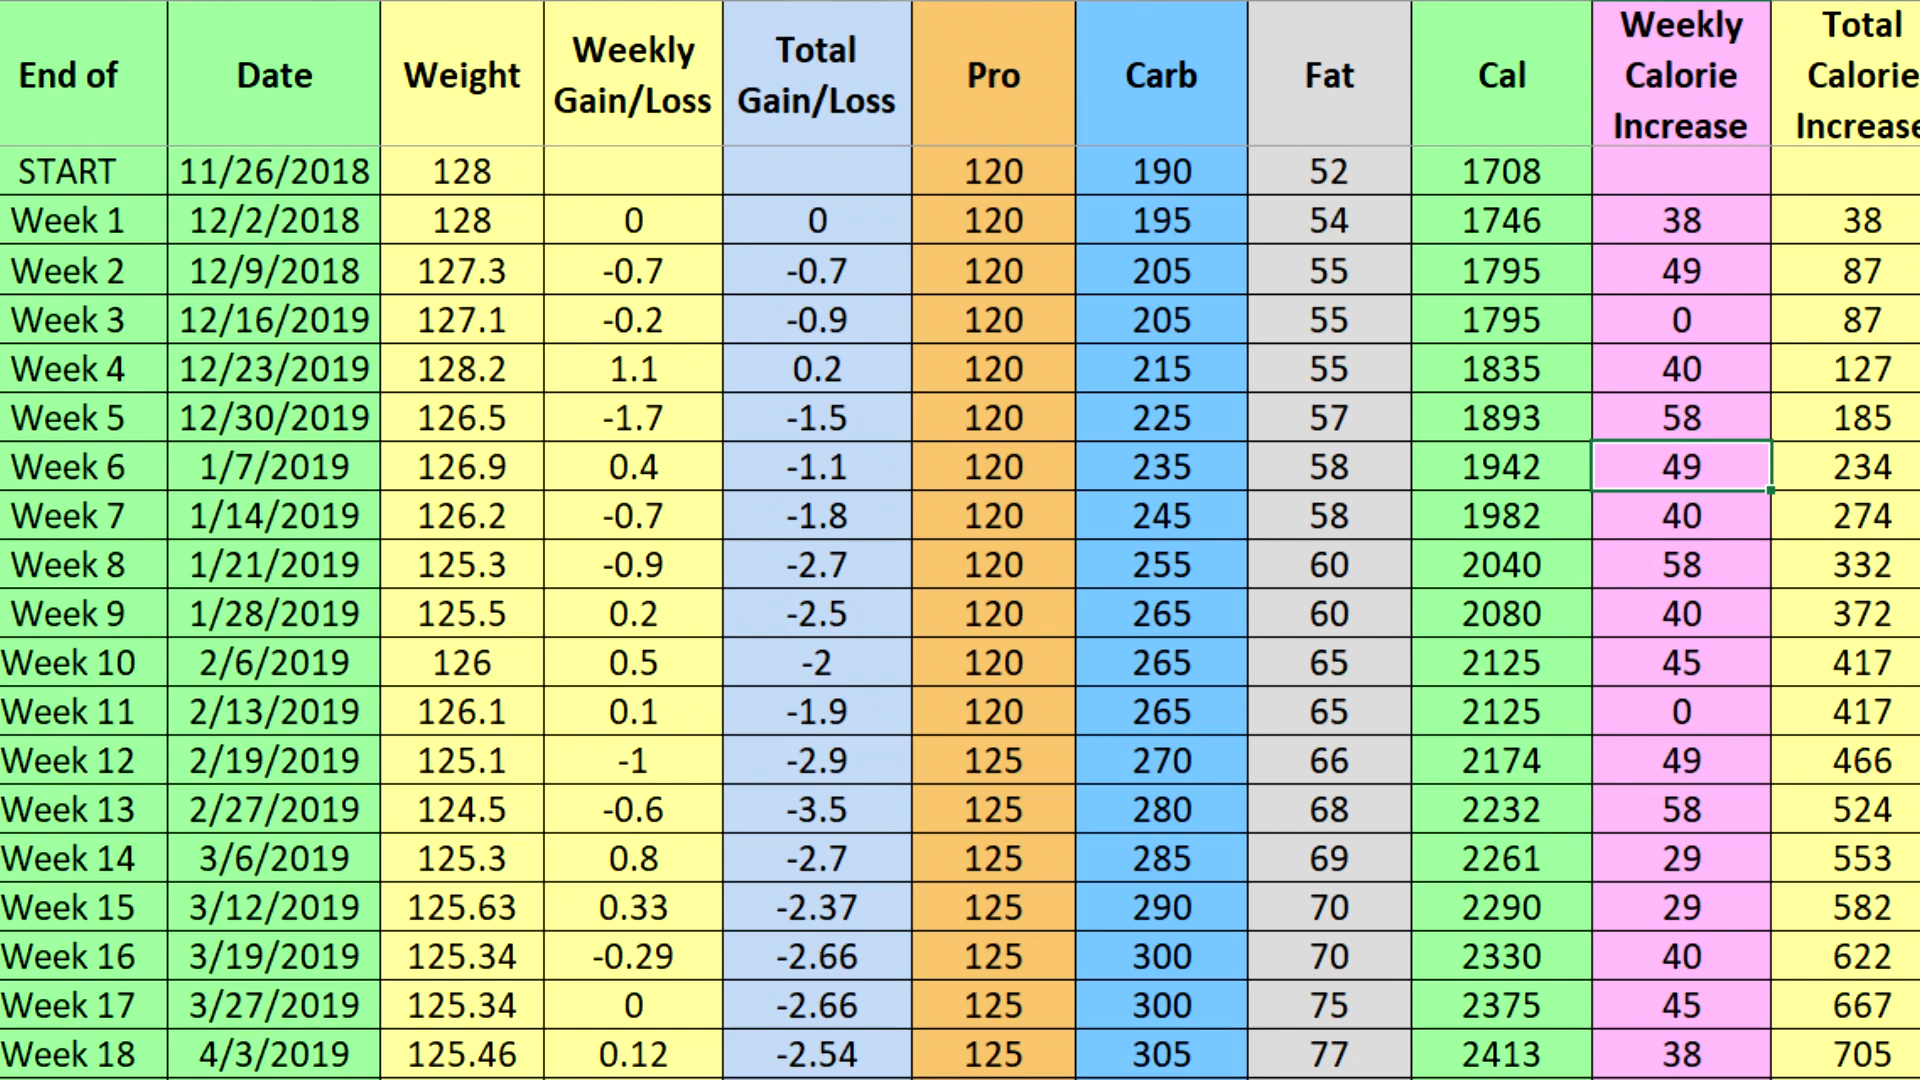 End of Date Weight Weekly Gain/Loss Total Gain/Loss Pro Carb Fat Cal Weekly Calorie Increase Total Calorie Increase
START 11/26/2018 128 120 190 52 1708
Week 1 12/2/2018 128 0 0 120 195 54 1746 38 38
Week 2 12/9/2018 127.3 -0.7 -0.7 120 205 55 1795 49 87
Week 3 12/16/2019 127.1 -0.2 -0.9 120 205 55 1795 0 87
Week 4 12/23/2019 128.2 1.1 0.2 120 215 55 1835 40 127
Week 5 12/30/2019 126.5 -1.7 -1.5 120 225 57 1893 58 185
Week 6 1/7/2019 126.9 0.4 -1.1 120 235 58 1942 49 234
Week 7 1/14/2019 126.2 -0.7 -1.8 120 245 58 1982 40 274
Week 8 1/21/2019 125.3 -0.9 -2.7 120 255 60 2040 58 332
Week 9 1/28/2019 125.5 0.2 -2.5 120 265 60 2080 40 372
Week 10 2/6/2019 126 0.5 -2 120 265 65 2125 45 417
Week 11 2/13/2019 126.1 0.1 -1.9 120 265 65 2125 0 417
Week 12 2/19/2019 125.1 -1 -2.9 125 270 66 2174 49 466
Week 13 2/27/2019 124.5 -0.6 -3.5 125 280 68 2232 58 524
Week 14 3/6/2019 125.3 0.8 -2.7 125 285 69 2261 29 553
Week 15 3/12/2019 125.63 0.33 -2.37 125 290 70 2290 29 582
Week 16 3/19/2019 125.34 -0.29 -2.66 125 300 70 2330 40 622
Week 17 3/27/2019 125.34 0 -2.66 125 300 75 2375 45 667
Week 18 4/3/2019 125.46 0.12 -2.54 125 305 77 2413 38 705